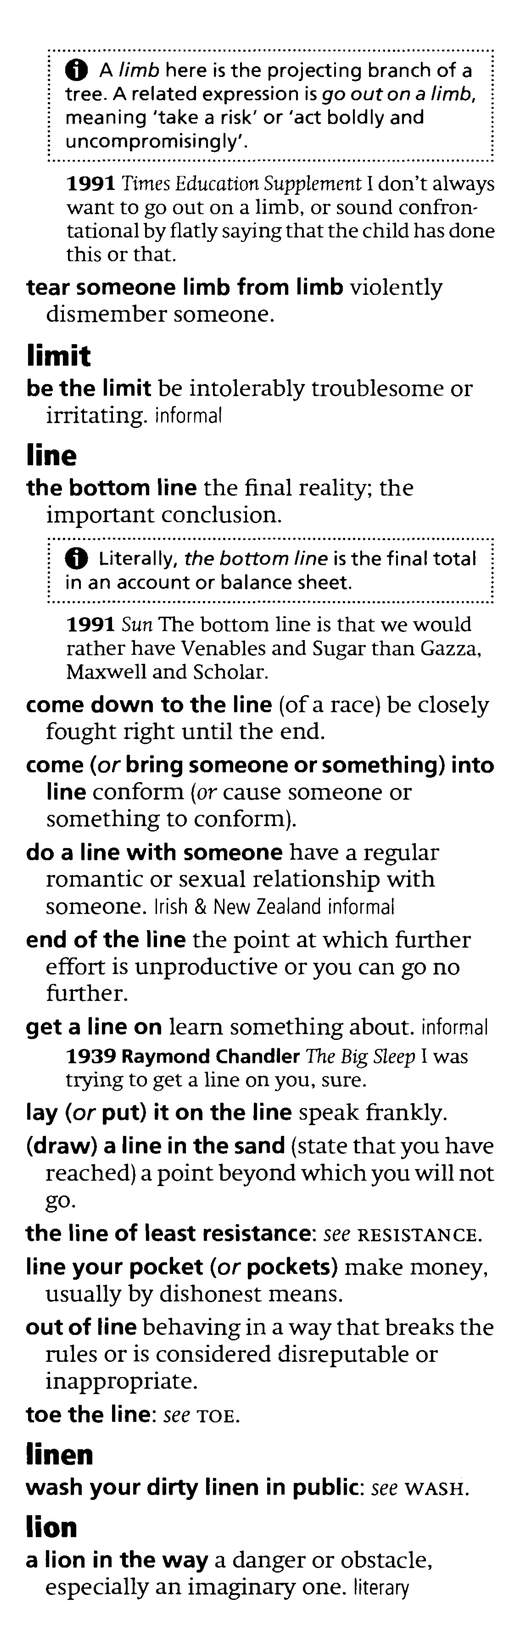 A limb here is the projecting branch of a
tree. A related expression is go out on a limb,
meaning 'take a risk' or 'act boldly and
uncompromisingly'.
1991 Times Education Supplement I don't always
want to go out on a limb, or sound confron-
tational by flatly saying that the child has done
this or that.
tear someone limb from limb violently
dismember someone.
limit
be the limit be intolerably troublesome or
irritating. informal
line
the bottom line the final reality; the
important conclusion.
Literally, the bottom line is the final total
in an account or balance sheet.
1991 Sun The bottom line is that we would
rather have Venables and Sugar than Gazza,
Maxwell and Scholar.
come down to the line (of a race) be closely
fought right until the end.
come (or bring someone or something) into
line conform (or cause someone or
something to conform).
do a line with someone have a regular
romantic or sexual relationship with
someone. Irish & New Zealand informal
end of the line the point at which further
effort is unproductive or you can go no
further.
get a line on learn something about. informal
1939 Raymond Chandler The Big Sleep I was
trying to get a line on you, sure.
lay (or put) it on the line speak frankly.
(draw) a line in the sand (state that you have
reached) a point beyond which you will not
go.
the line of least resistance: see RESISTANCE.
line your pocket (or pockets) make money,
usually by dishonest means.
out of line behaving in a way that breaks the
rules or is considered disreputable or
inappropriate.
toe the line: see TOE.
linen
wash your dirty linen in public: see WASH.
lion
a lion in the way a danger or obstacle,
especially an imaginary one. literary